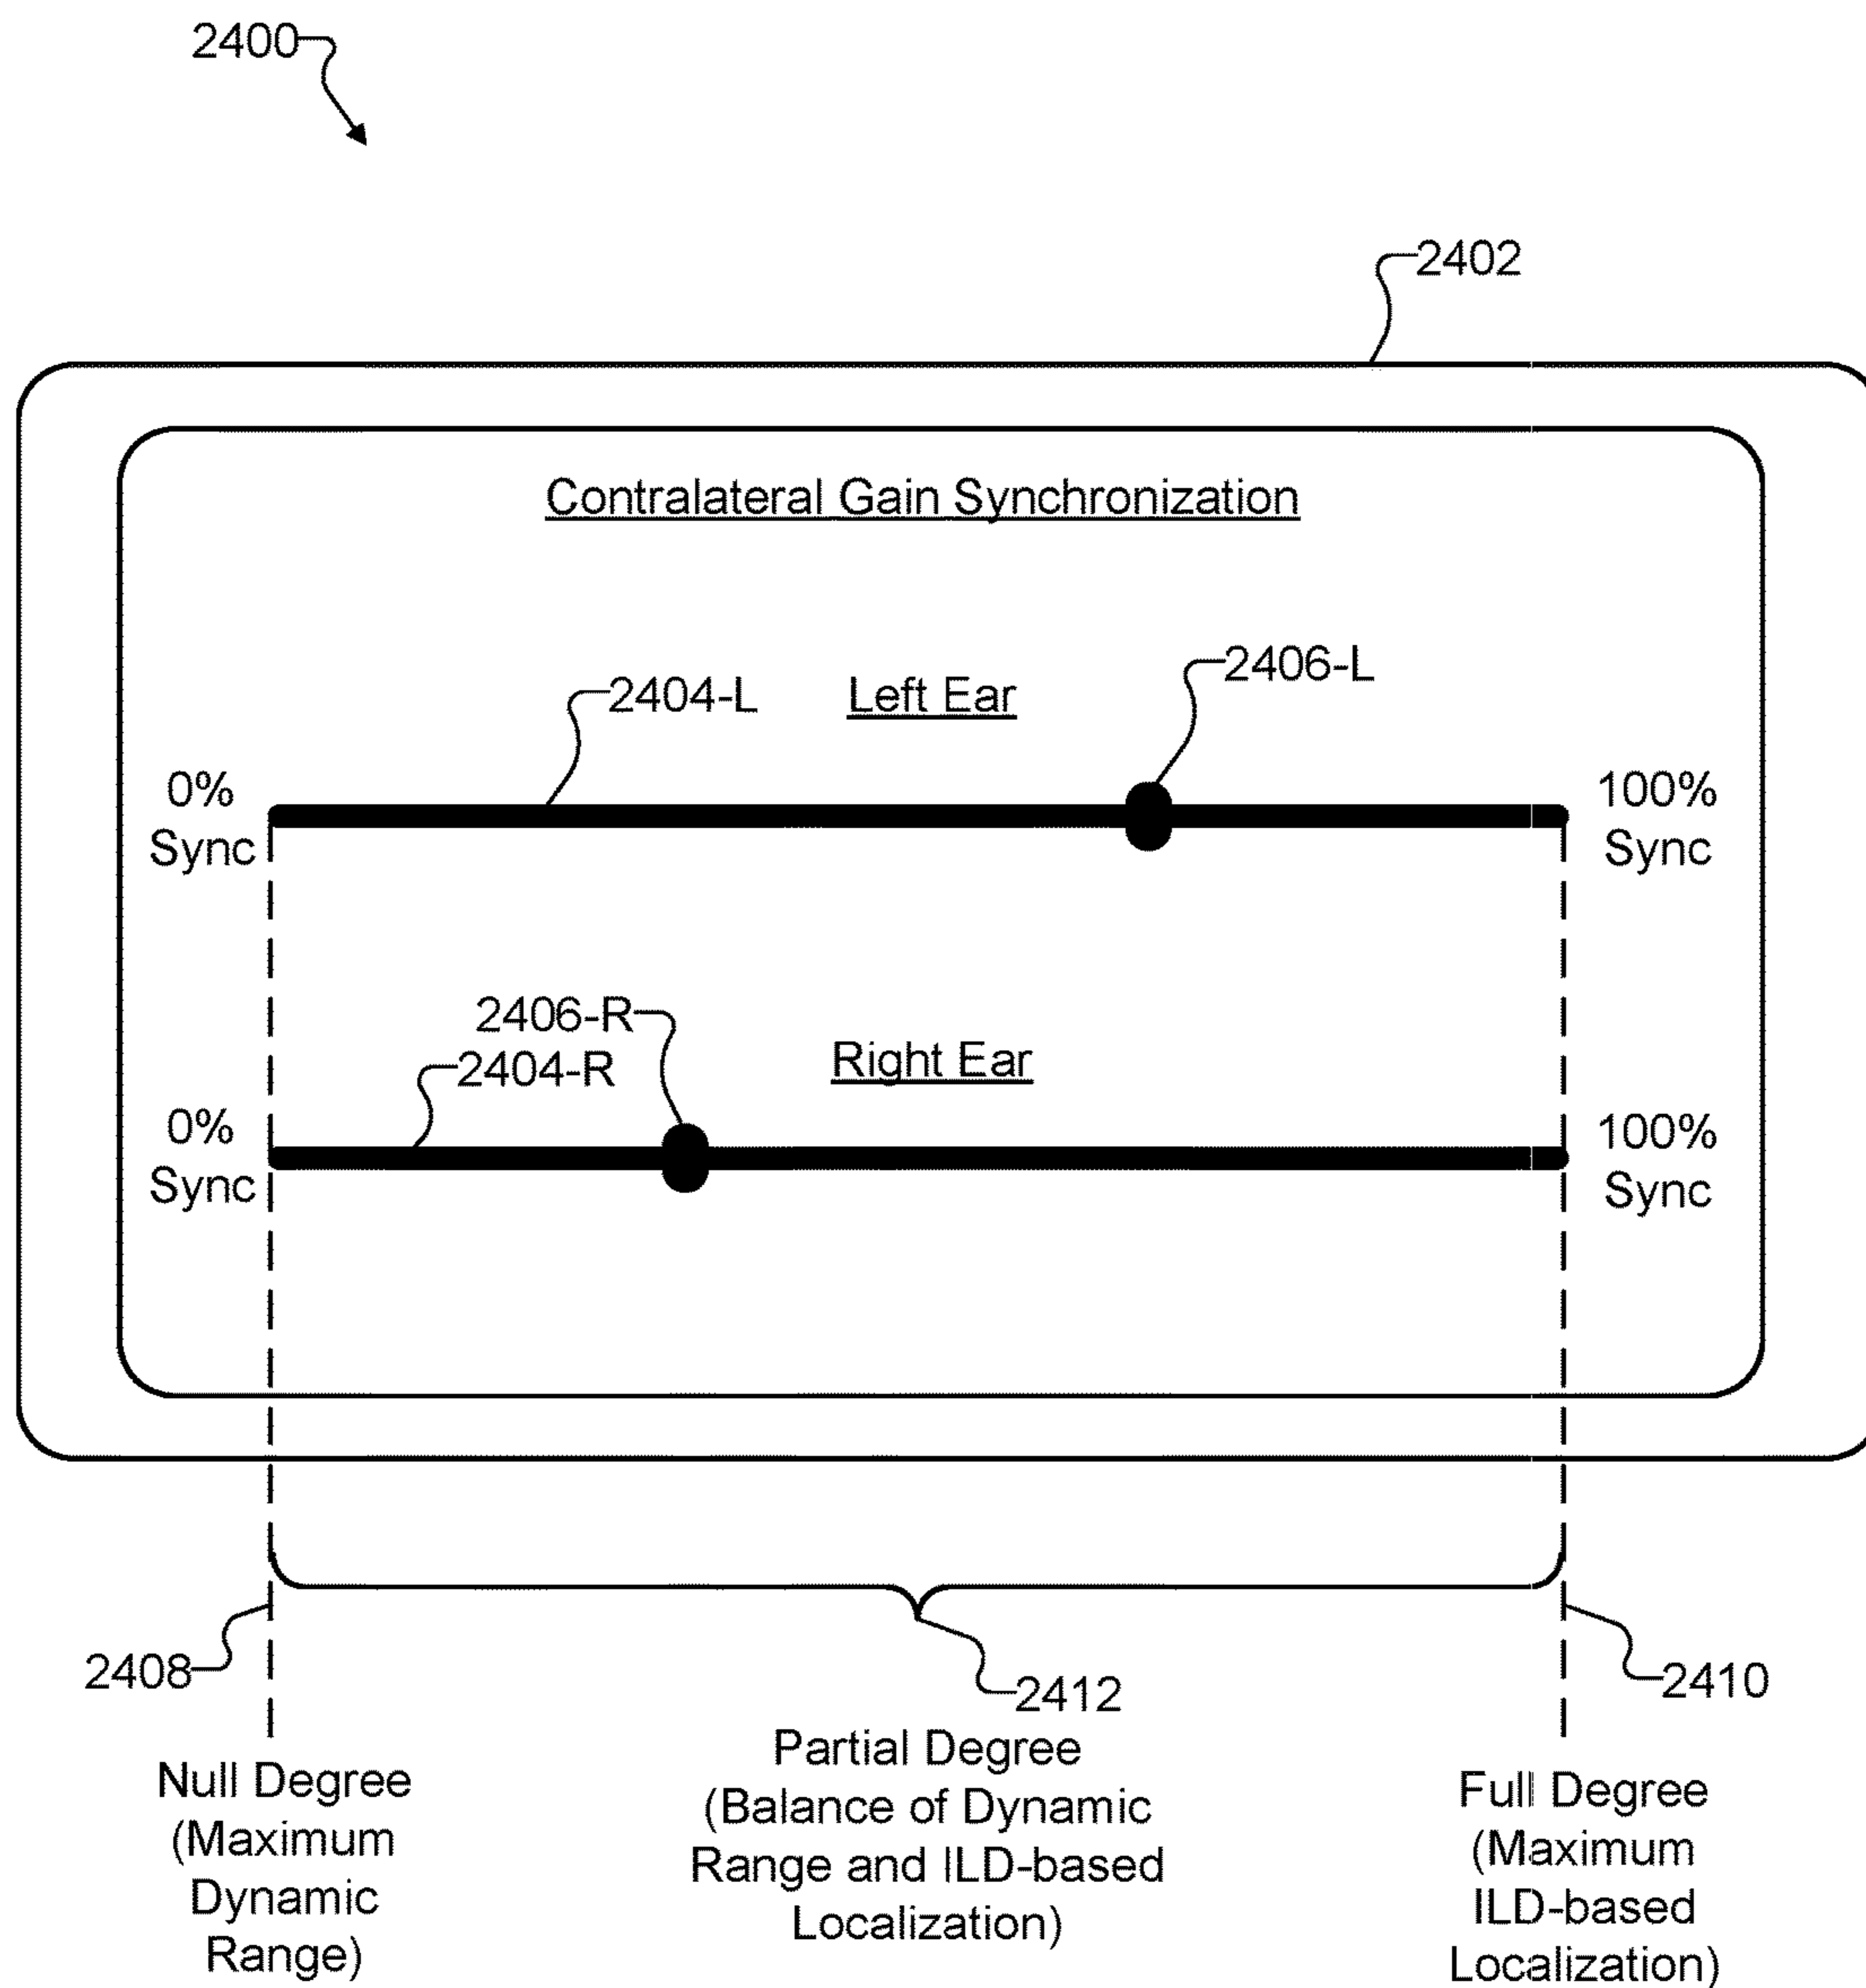 2400
2402
Contralateral Gain Synchronization
2406-L
2404-L
Left Ear
0%
Sync
100%
Sync
2406-R
2404-R
Right Ear
0%
Sync
100%
Sync
2408
2412
2410
Null Degree
(Maximum
Dynamic
Range)
Partial Degree
(Balance of Dynamic
Range and ILD-based
Localization)
Full Degree
(Maximum
ILD-based
Localization)